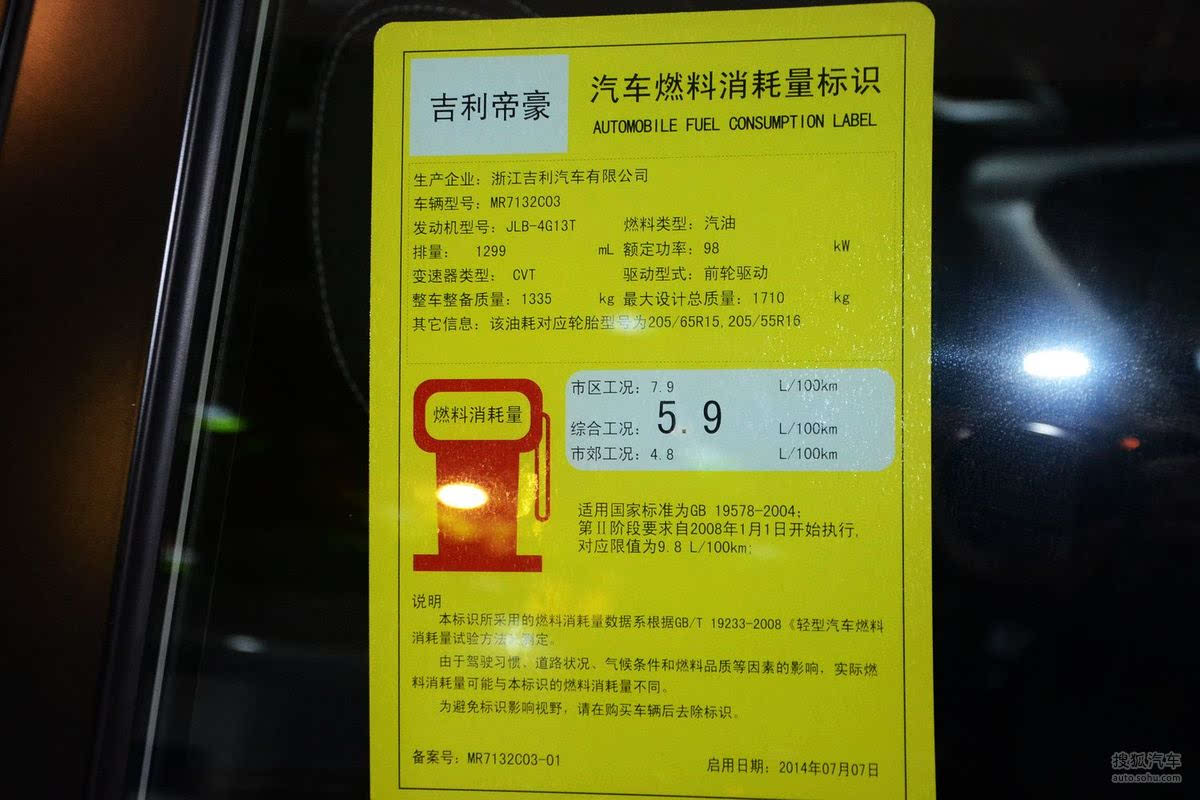 吉利帝豪
汽车燃料消耗量标识
AUTOMOBILE FUEL CONSUMPTION LABEL
生产企业：浙江吉利汽车有限公司
车辆型号：MR7132C03
发动机型号：JLB-4G13T 燃料类型：汽油
排量： 1299 mL 额定功率：98 kW
变速器类型： CVT 驱动型式：前轮驱动
整车整备质量：1335 kg 最大设计总质量：1710 kg
其它信息：该油耗对应轮胎型号为205/65R15,205/55R16
燃料消耗量
市区工况：7.9 L/100km
综合工况：5.9 L/100km
市郊工况：4.8 L/100km
适用国家标准为GB 19578-2004；
第Ⅱ阶段要求自2008年1月1日开始执行，
对应限值为9.8 L/100km；
说明
本标识所采用的燃料消耗量数据系根据GB/T 19233-2008《轻型汽车燃料
消耗量试验方法》测定。
由于驾驶习惯、道路状况、气候条件和燃料品质等因素的影响，实际燃
料消耗量可能与本标识的燃料消耗量不同。
为避免标识影响视野，请在购买车辆后去除标识。
备案号：MR7132C03-01 启用日期：2014年07月07日
搜狐汽车
auto.sohu.com